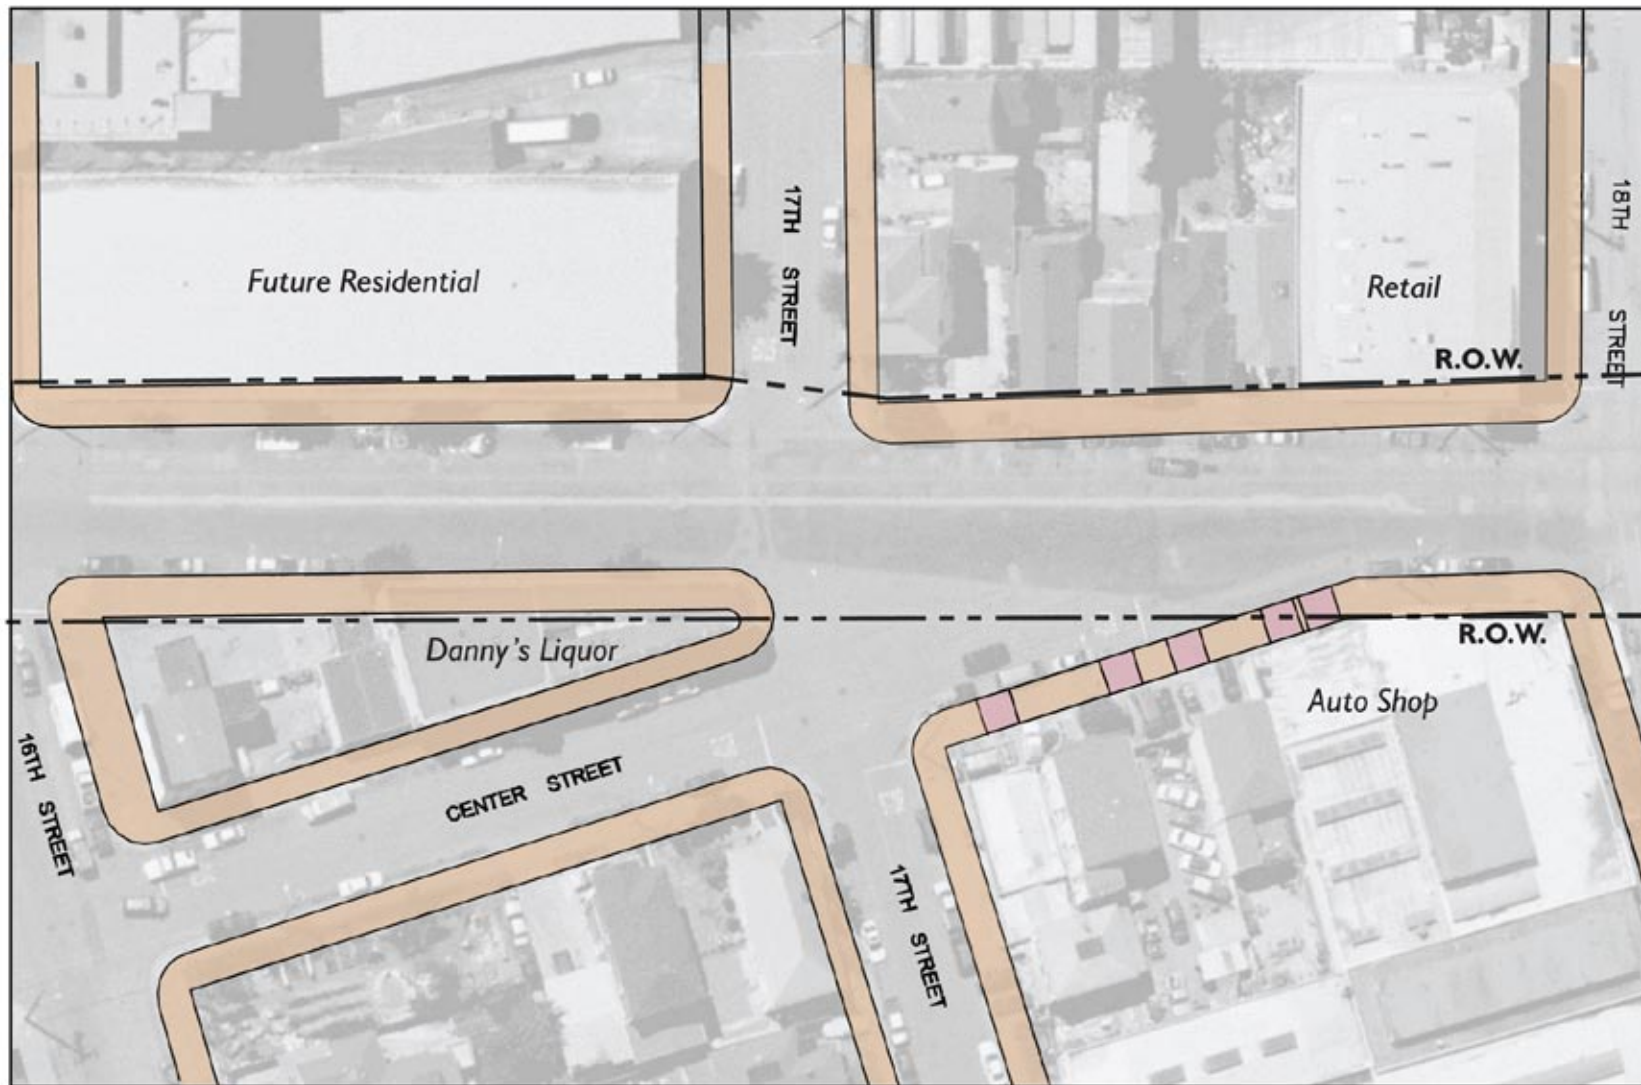 17TH STREET
18TH STREET
Future Residential
Retail
R.O.W.
Danny's Liquor
R.O.W.
Auto Shop
16TH STREET
CENTER STREET
17TH STREET